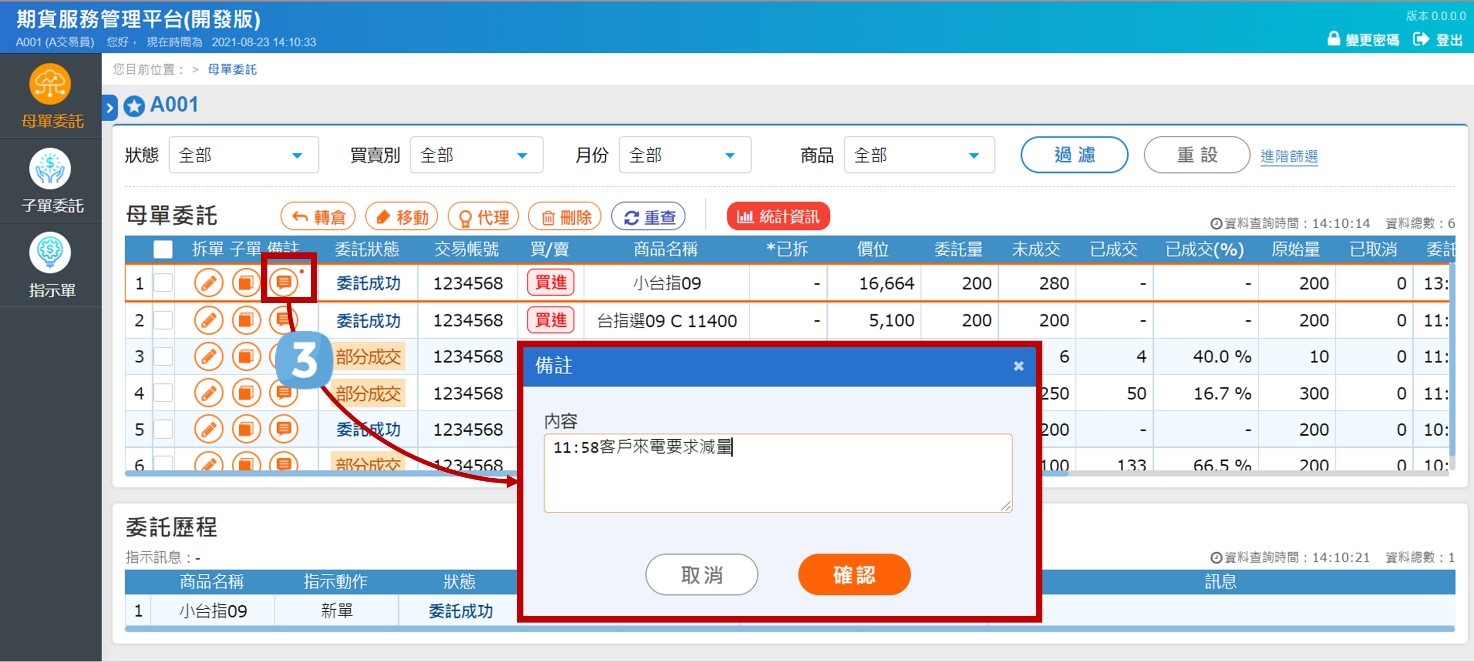 期貨服務管理平台(開發版)
版本 0.0.0.0
A001 (A交易員) 您好， 現在時間為 2021-08-23 14:10:33
變更密碼 登出
您目前位置： > 母單委託
母單委託
子單委託
指示單
A001
狀態 全部 買賣別 全部 月份 全部 商品 全部 過濾 重設 進階篩選
母單委託 轉倉 移動 代理 刪除 重查 統計資訊
資料查詢時間：14:10:14 資料總數：6
拆單 子單 備註 委託狀態 交易帳號 買/賣 商品名稱 *已拆 價位 委託量 未成交 已成交 已成交(%) 原始量 已取消 委託
1 委託成功 1234568 買進 小台指09 - 16,664 200 280 - - 200 0 13:
2 委託成功 1234568 買進 台指選09 C 11400 - 5,100 200 200 - - 200 0 11:
3 部分成交 1234568 6 4 40.0 % 10 0 11:
4 部分成交 1234568 250 50 16.7 % 300 0 11:
5 委託成功 1234568 200 - - 200 0 10:
6 部分成交 1234568 100 133 66.5 % 200 0 10:
3
備註
內容
11:58客戶來電要求減量
取消 確認
委託歷程
指示訊息：-
資料查詢時間：14:10:21 資料總數：1
商品名稱 指示動作 狀態 訊息
1 小台指09 新單 委託成功